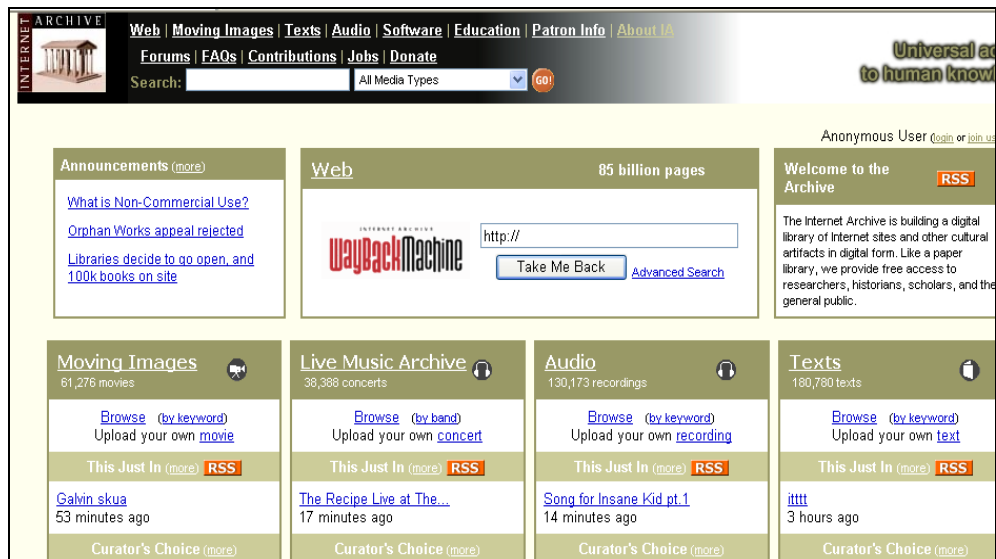 INTERNET ARCHIVE
Web | Moving Images | Texts | Audio | Software | Education | Patron Info | About IA
Forums | FAQs | Contributions | Jobs | Donate
Search: All Media Types GO!
Universal ac
to human knowl
Anonymous User (login or join us
Announcements (more)
What is Non-Commercial Use?
Orphan Works appeal rejected
Libraries decide to go open, and
100k books on site
Web 85 billion pages
INTERNET ARCHIVE
WayBackMachine
http://
Take Me Back Advanced Search
Welcome to the
Archive
RSS
The Internet Archive is building a digital
library of Internet sites and other cultural
artifacts in digital form. Like a paper
library, we provide free access to
researchers, historians, scholars, and the
general public.
Moving Images
61,276 movies
Browse (by keyword)
Upload your own movie
This Just In (more) RSS
Galvin skua
53 minutes ago
Curator's Choice (more)
Live Music Archive
38,388 concerts
Browse (by band)
Upload your own concert
This Just In (more) RSS
The Recipe Live at The...
17 minutes ago
Curator's Choice (more)
Audio
130,173 recordings
Browse (by keyword)
Upload your own recording
This Just In (more) RSS
Song for Insane Kid pt.1
14 minutes ago
Curator's Choice (more)
Texts
180,780 texts
Browse (by keyword)
Upload your own text
This Just In (more) RSS
itttt
3 hours ago
Curator's Choice (more)